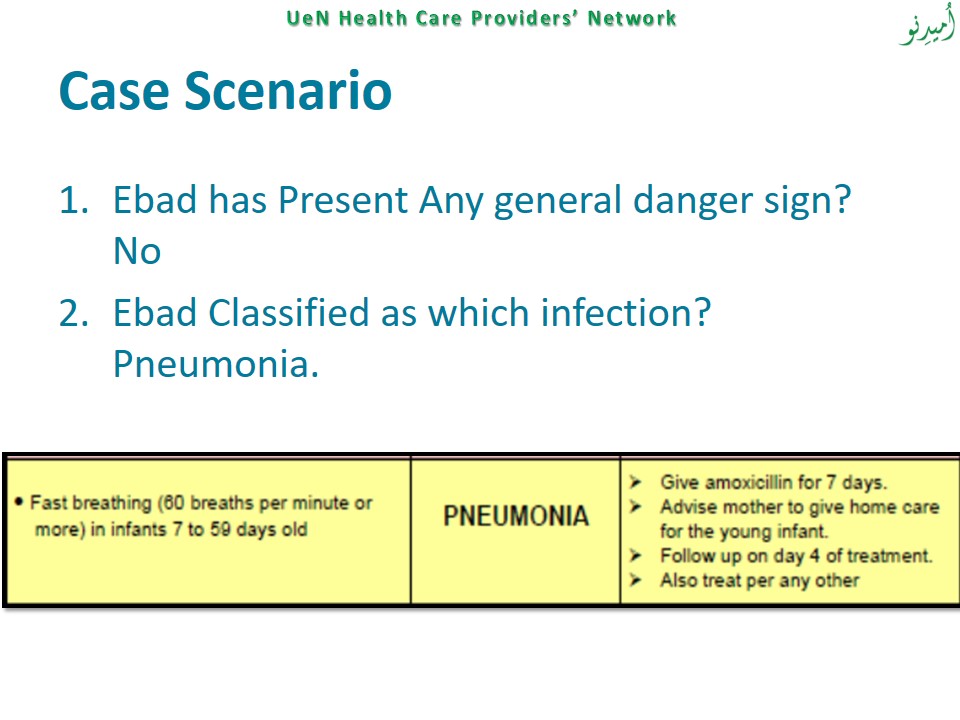 UeN Health Care Providers’ Network
اُمیدِنو
Case Scenario
1. Ebad has Present Any general danger sign?
No
2. Ebad Classified as which infection?
Pneumonia.
• Fast breathing (60 breaths per minute or
more) in infants 7 to 59 days old
PNEUMONIA
➢ Give amoxicillin for 7 days.
➢ Advise mother to give home care
for the young infant.
➢ Follow up on day 4 of treatment.
➢ Also treat per any other